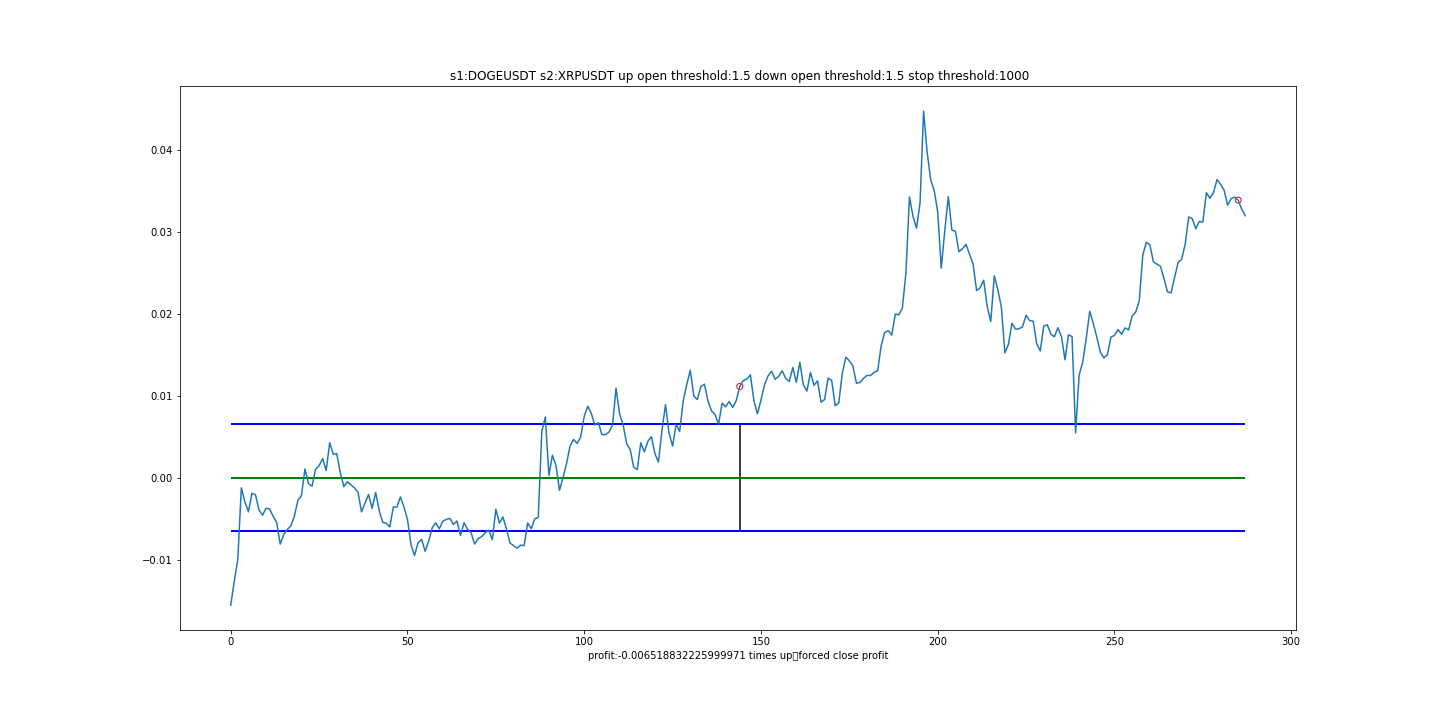 s1:DOGEUSDT s2:XRPUSDT up open threshold:1.5 down open threshold:1.5 stop threshold:1000
0.04
0.03
0.02
0.01
0.00
−0.01
0 50 100 150 200 250 300
profit:-0.006518832225999971 times up▯forced close profit